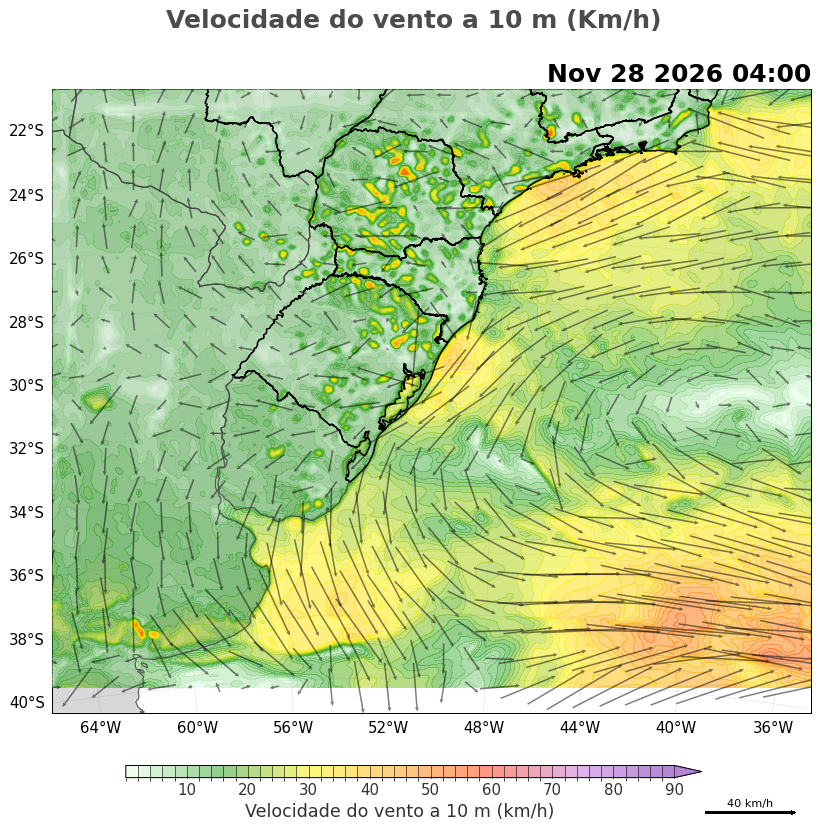 Velocidade do vento a 10 m (Km/h)
Nov 28 2026 04:00
22°S
24°S
26°S
28°S
30°S
32°S
34°S
36°S
38°S
40°S
64°W 60°W 56°W 52°W 48°W 44°W 40°W 36°W
10 20 30 40 50 60 70 80 90
Velocidade do vento a 10 m (km/h)
40 km/h